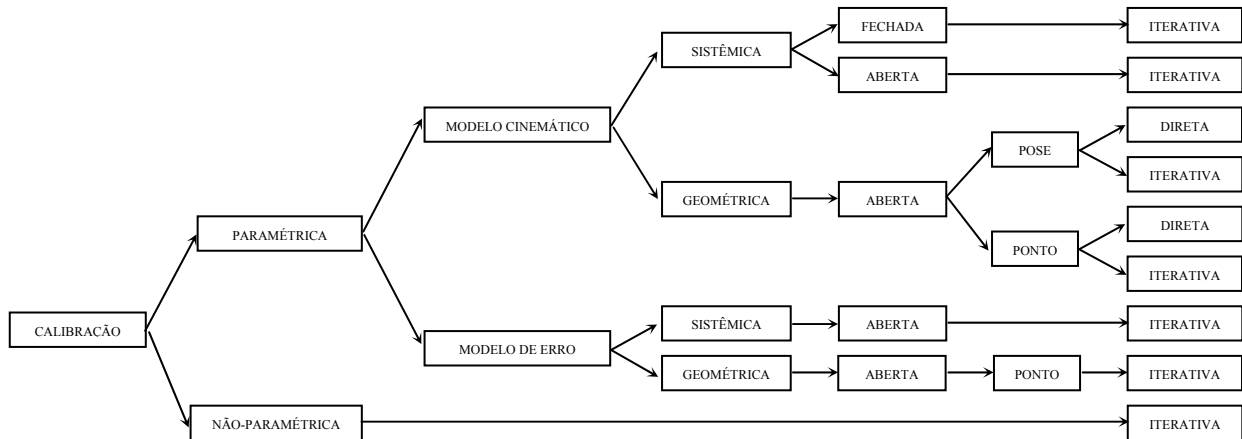 FECHADA
ITERATIVA
SISTÊMICA
ABERTA
ITERATIVA
MODELO CINEMÁTICO
DIRETA
POSE
ITERATIVA
GEOMÉTRICA
ABERTA
PARAMÉTRICA
DIRETA
PONTO
ITERATIVA
CALIBRAÇÃO
SISTÊMICA
ABERTA
ITERATIVA
MODELO DE ERRO
GEOMÉTRICA
ABERTA
PONTO
ITERATIVA
NÃO-PARAMÉTRICA
ITERATIVA